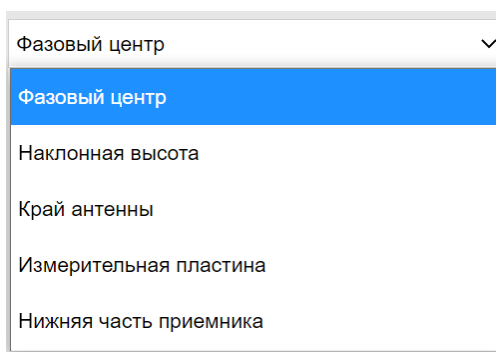 Фазовый центр
Фазовый центр
Наклонная высота
Край антенны
Измерительная пластина
Нижняя часть приемника